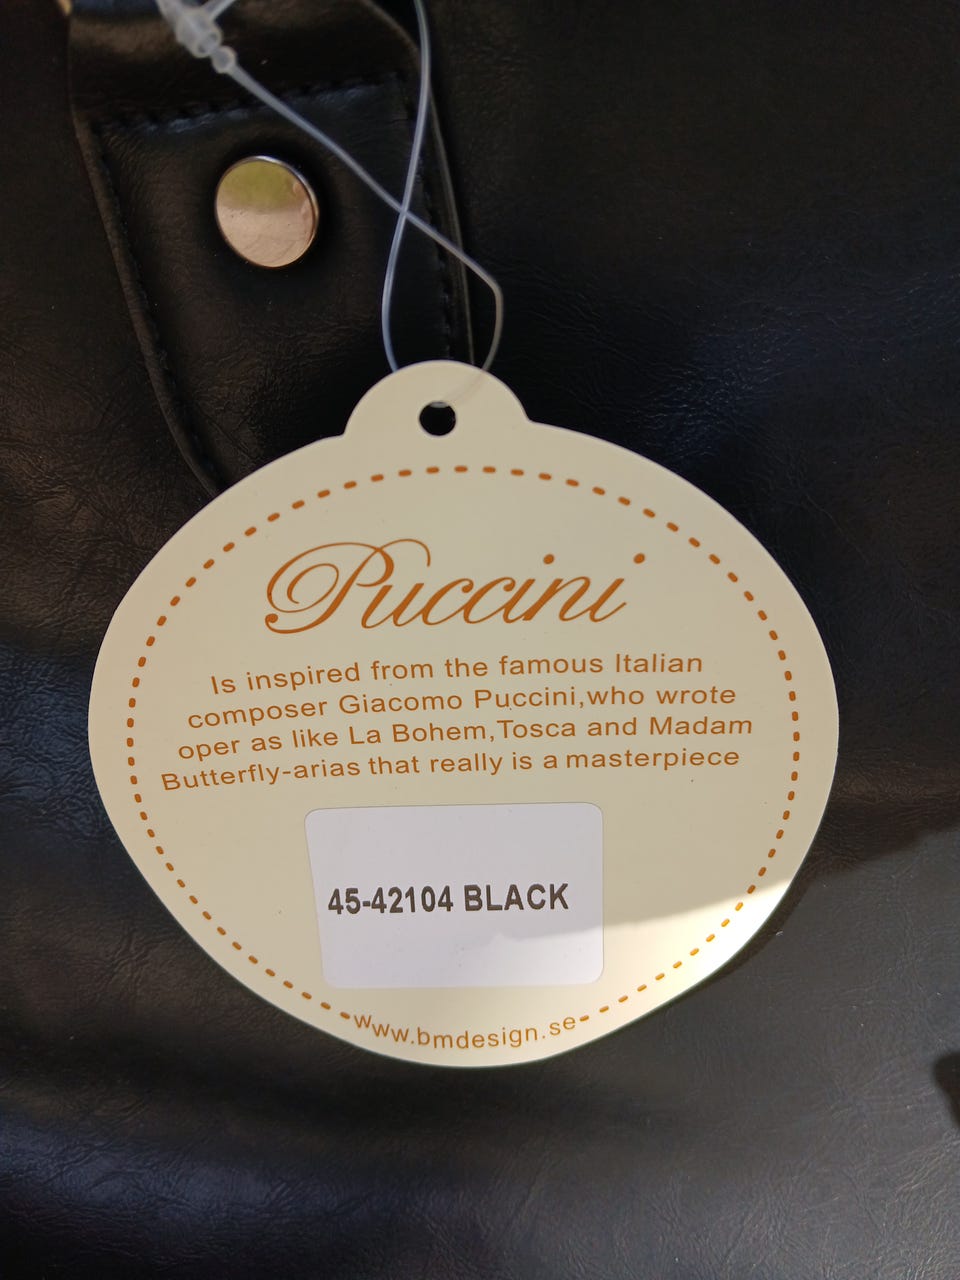 Puccini
Is inspired from the famous Italian
composer Giacomo Puccini,who wrote
oper as like La Bohem,Tosca and Madam
Butterfly-arias that really is a masterpiece
45-42104 BLACK
www.bmdesign.se